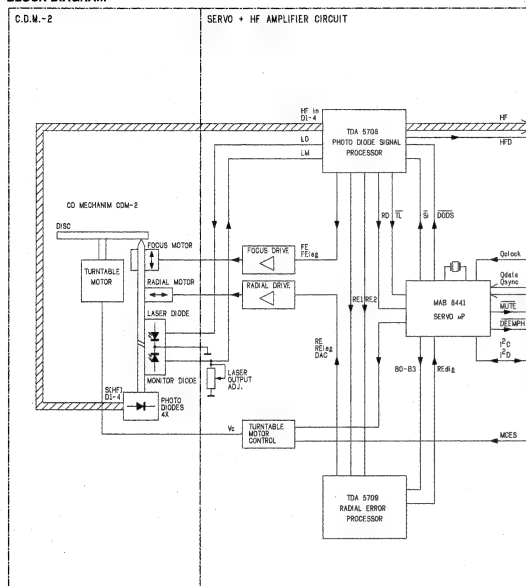 BLOCK DIAGRAM
C.D.M.-2
SERVO + HF AMPLIFIER CIRCUIT
HF in
D1-4
LO
LM
TDA 5708
PHOTO DIODE SIGNAL
PROCESSOR
HF
HFD
CD MECHANIM CDM-2
DISC
FOCUS MOTOR
TURNTABLE
MOTOR
RADIAL MOTOR
LASER DIODE
MONITOR DIODE
S(HF)
D1-4
PHOTO
DIODES
4X
LASER
OUTPUT
ADJ.
FOCUS DRIVE
FE
FElag
RADIAL DRIVE
RE
RElag
DAC
RE1
RE2
RD
TL
Si
DODS
MAB 8441
SERVO µP
Qclock
Qdata
Qsync
MUTE
DEEMPH
I²C
I²D
B0-B3
REdig
Vc
TURNTABLE
MOTOR
CONTROL
MCES
TDA 5709
RADIAL ERROR
PROCESSOR